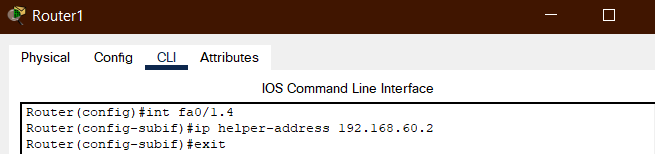 Router1
Physical Config CLI Attributes
IOS Command Line Interface
Router(config)#int fa0/1.4
Router(config-subif)#ip helper-address 192.168.60.2
Router(config-subif)#exit